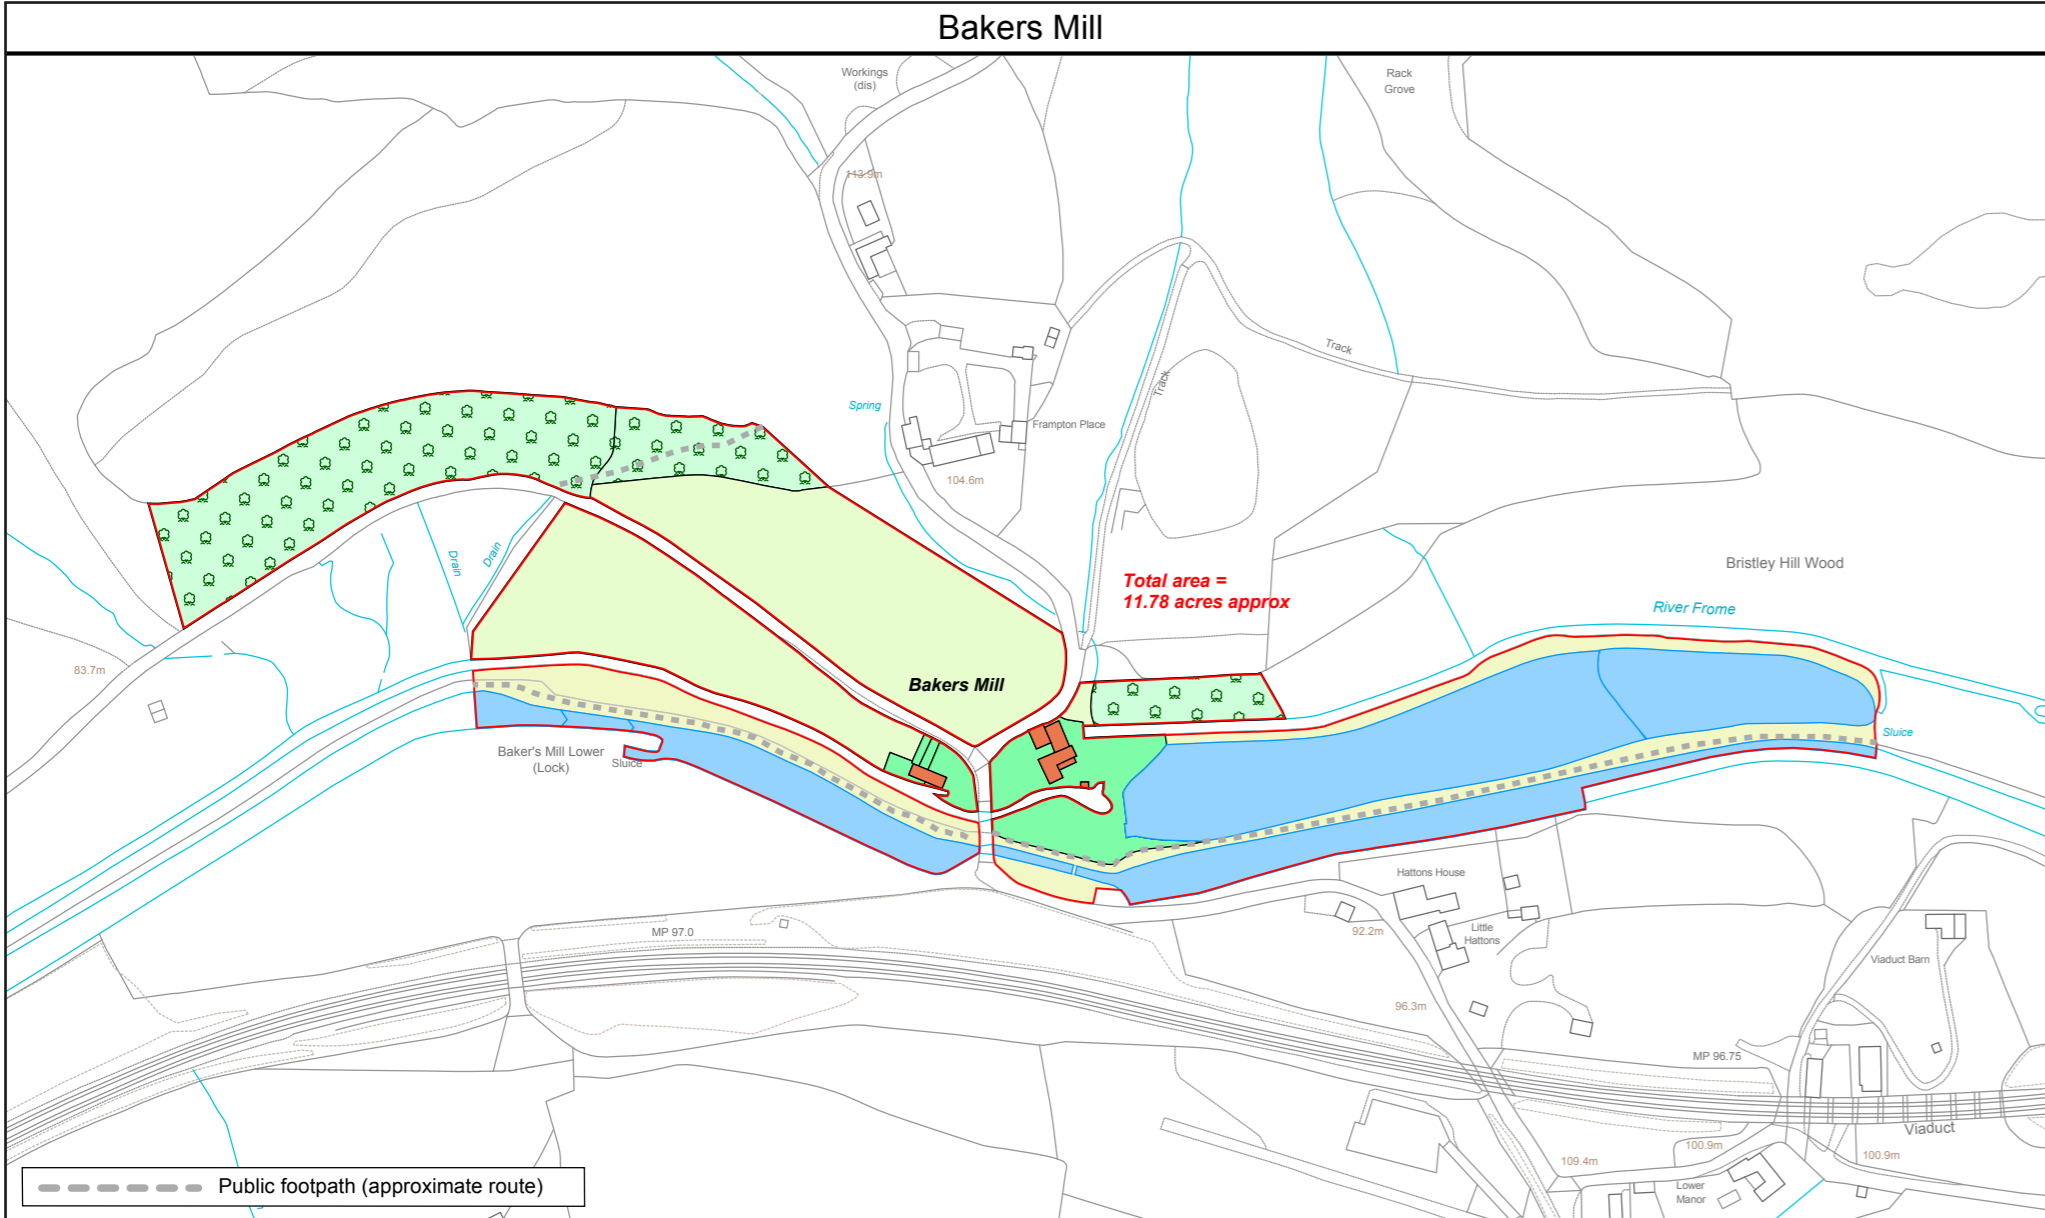 Bakers Mill
Workings
(dis)
Rack
Grove
113.9m
Track
Track
Spring
Frampton Place
104.6m
Drain
Drain
Total area =
11.78 acres approx
Bristley Hill Wood
River Frome
83.7m
Bakers Mill
Sluice
Baker's Mill Lower
(Lock)
Sluice
Hattons House
92.2m
Little
Hattons
MP 97.0
Viaduct Barn
96.3m
MP 96.75
Viaduct
100.9m
100.9m
109.4m
Lower
Manor
Public footpath (approximate route)